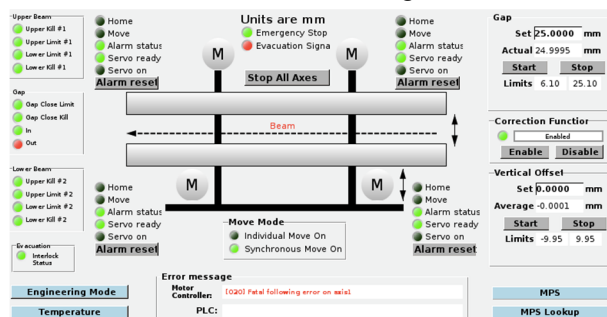 Upper Beam
Upper Kill #1
Upper Limit #1
Lower Limit #1
Lower Kill #1
Home
Move
Alarm status
Servo ready
Servo on
Alarm reset
Units are mm
Emergency Stop
Evacuation Signa
Stop All Axes
M
M
Home
Move
Alarm status
Servo ready
Servo on
Alarm reset
Gap
Set 25.0000 mm
Actual 24.9995 mm
Start Stop
Limits 6.10 25.10
Gap
Gap Close Limit
Gap Close Kill
In
Out
Beam
Correction Function
Enabled
Enable Disable
Lower Beam
Upper Kill #2
Upper Limit #2
Lower Limit #2
Lower Kill #2
Home
Move
Alarm status
Servo ready
Servo on
Alarm reset
M
M
Move Mode
Individual Move On
Synchronous Move On
Home
Move
Alarm status
Servo ready
Servo on
Alarm reset
Vertical Offset
Set 0.0000 mm
Average -0.0001 mm
Start Stop
Limits -9.95 9.95
Evacuation
Interlock
Status
Engineering Mode
Temperature
Error message
Motor
Controller: [020] Fatal following error on axis1
PLC:
MPS
MPS Lookup